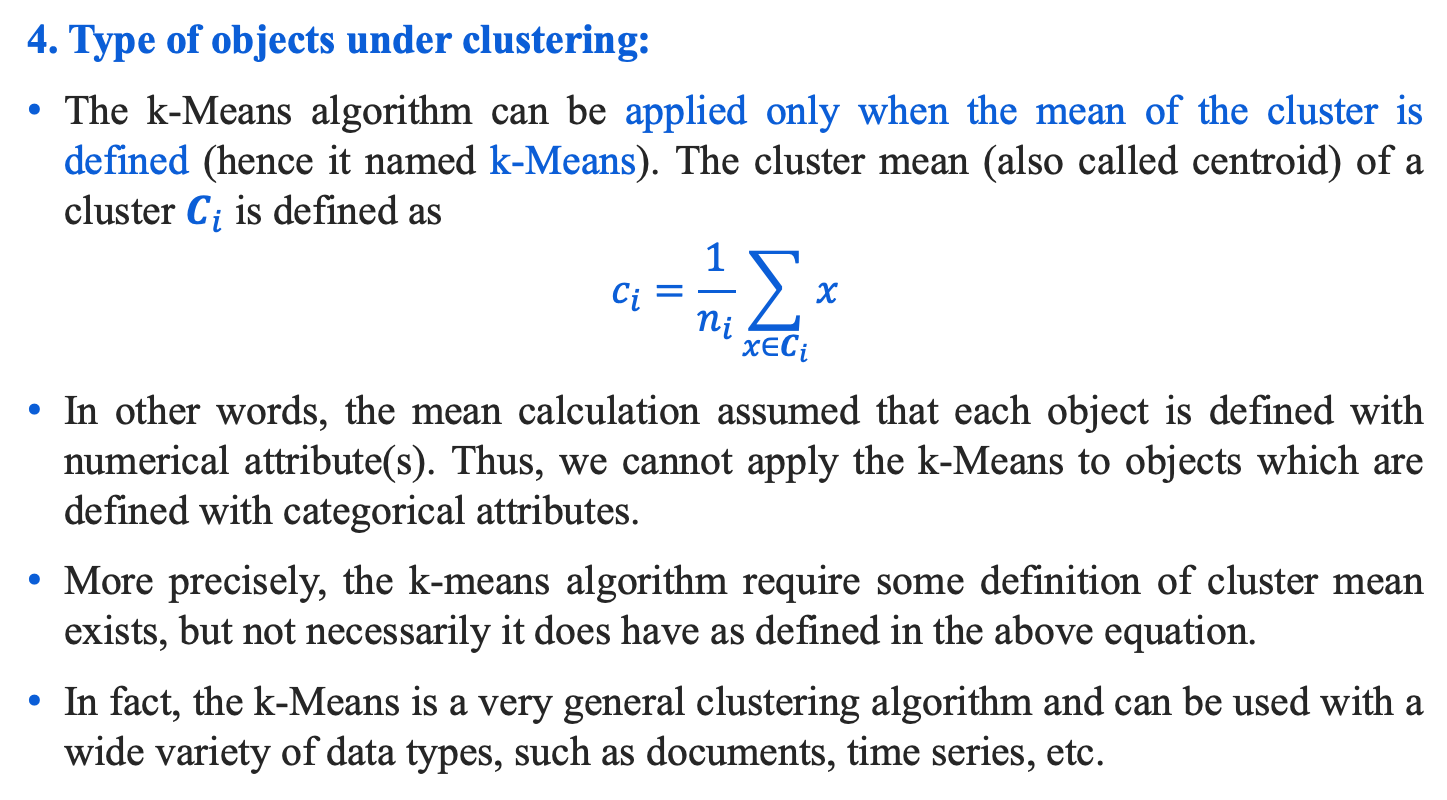 4. Type of objects under clustering:
• The k-Means algorithm can be applied only when the mean of the cluster is
defined (hence it named k-Means). The cluster mean (also called centroid) of a
cluster 𝑪𝒊 is defined as
𝑐𝑖 = 1/𝑛𝑖 ∑𝑥∈𝑪𝑖 𝑥
• In other words, the mean calculation assumed that each object is defined with
numerical attribute(s). Thus, we cannot apply the k-Means to objects which are
defined with categorical attributes.
• More precisely, the k-means algorithm require some definition of cluster mean
exists, but not necessarily it does have as defined in the above equation.
• In fact, the k-Means is a very general clustering algorithm and can be used with a
wide variety of data types, such as documents, time series, etc.